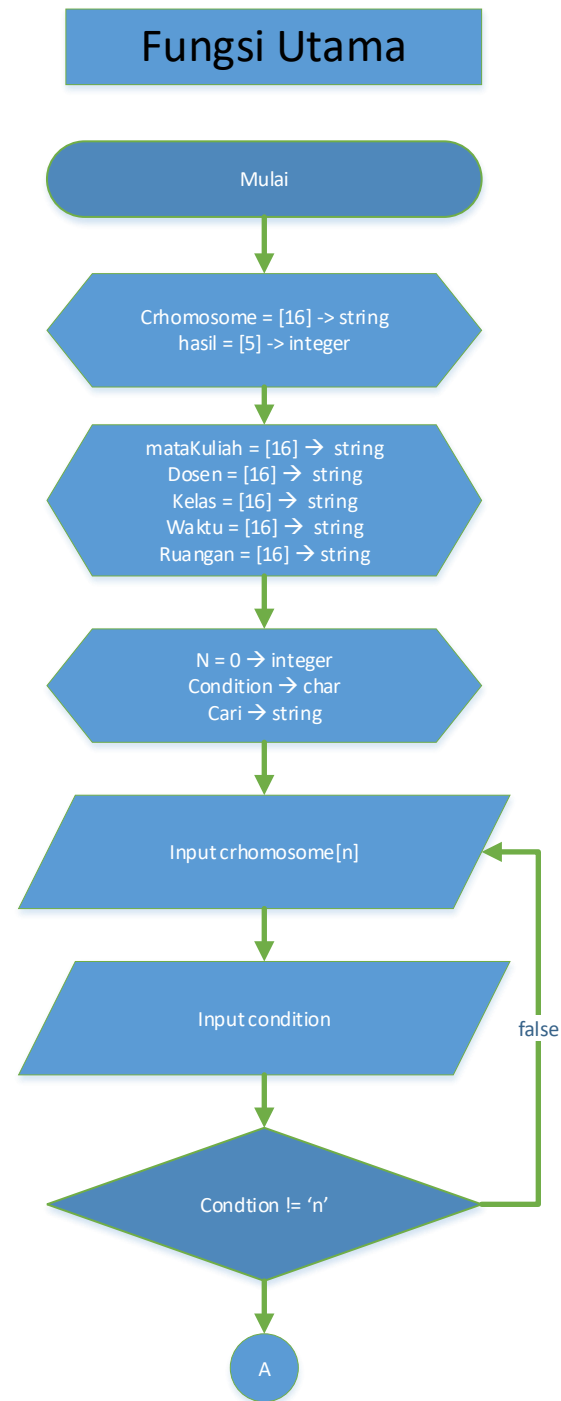 Fungsi Utama
Mulai
Crhomosome = [16] -> string
hasil = [5] -> integer
mataKuliah = [16] → string
Dosen = [16] → string
Kelas = [16] → string
Waktu = [16] → string
Ruangan = [16] → string
N = 0 → integer
Condition → char
Cari → string
Input crhomosome[n]
Input condition
false
Condtion != ‘n’
A